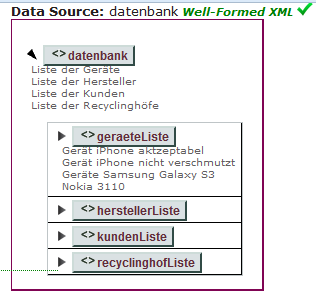 Data Source: datenbank Well-Formed XML
<> datenbank
Liste der Geräte
Liste der Hersteller
Liste der Kunden
Liste der Recyclinghöfe
<> geraeteListe
Gerät iPhone aktzeptabel
Gerät iPhone nicht verschmutzt
Geräte Samsung Galaxy S3
Nokia 3110
<> herstellerListe
<> kundenListe
<> recyclinghofListe